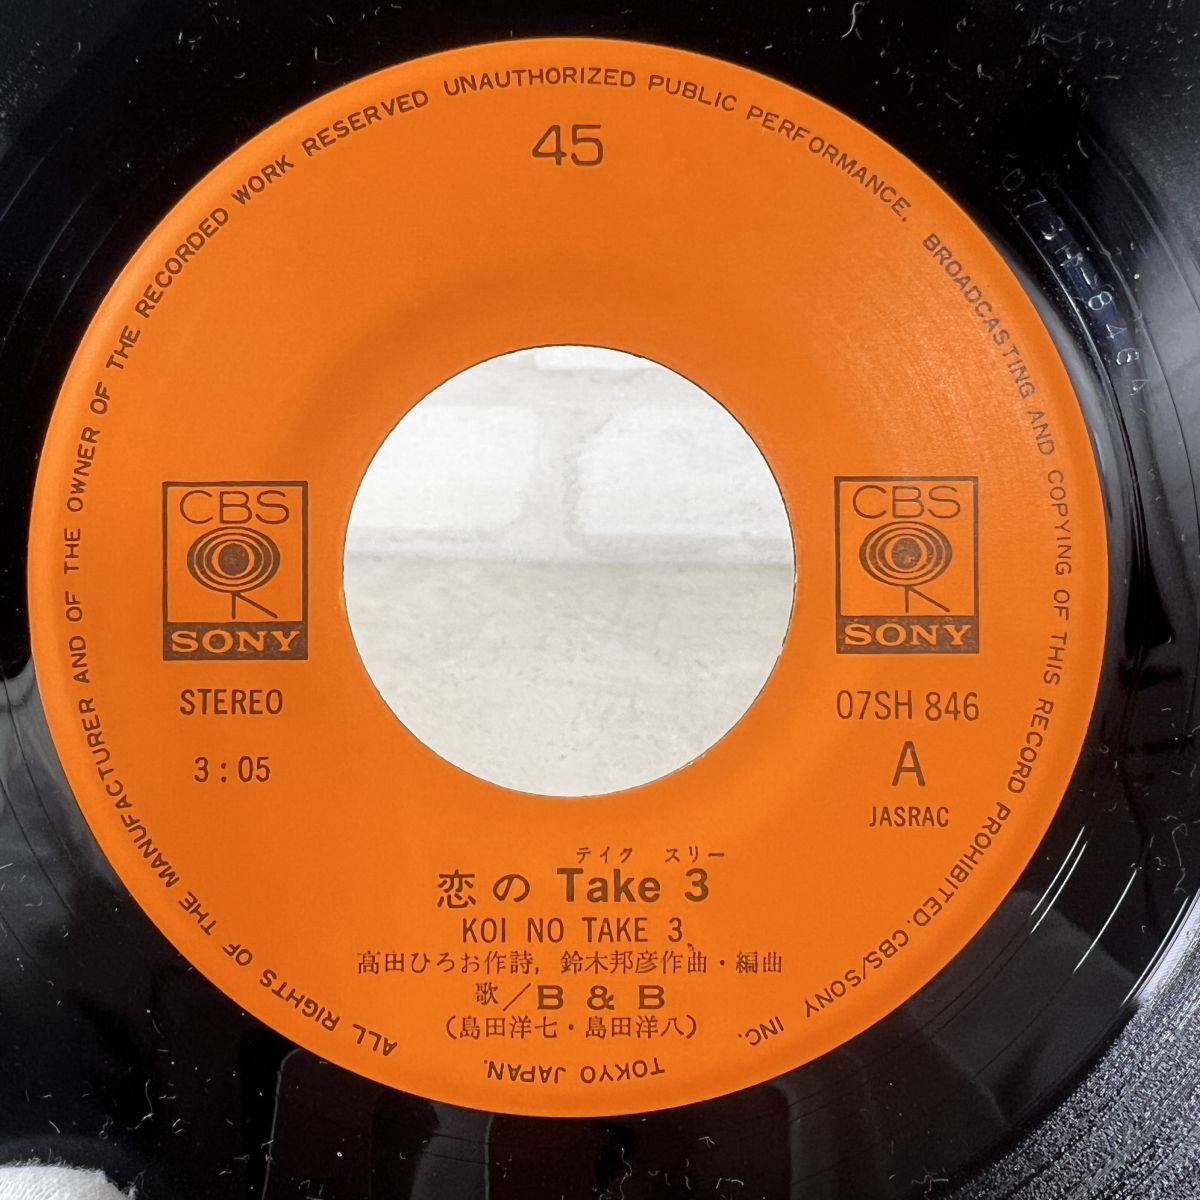 ALL RIGHTS OF THE MANUFACTURER AND OF THE OWNER OF THE RECORDED WORK RESERVED UNAUTHORIZED PUBLIC PERFORMANCE. BROADCASTING AND COPYING OF THIS RECORD PROHIBITED. CBS/SONY INC.
TOKYO JAPAN.
45
CBS
SONY
CBS
SONY
STEREO
3:05
07SH 846
A
JASRAC
テイク スリー
恋の Take 3
KOI NO TAKE 3
髙田ひろお作詩, 鈴木邦彦作曲・編曲
歌/B & B
(島田洋七・島田洋八)
07SH-846A